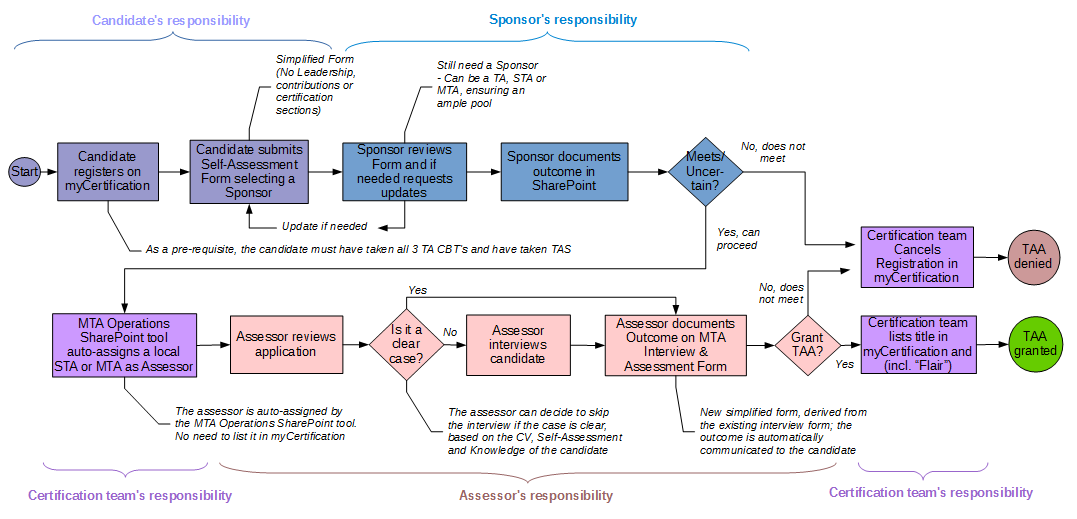 Candidate's responsibility
Sponsor's responsibility
Simplified Form
(No Leadership,
contributions or
certification
sections)
Still need a Sponsor
- Can be a TA, STA or
MTA, ensuring an
ample pool
Start
Candidate
registers on
myCertification
Candidate submits
Self-Assessment
Form selecting a
Sponsor
Sponsor reviews
Form and if
needed requests
updates
Sponsor documents
outcome in
SharePoint
Meets/
Uncer-
tain?
No, does not
meet
Update if needed
As a pre-requisite, the candidate must have taken all 3 TA CBT's and have taken TAS
Yes, can
proceed
Certification team
Cancels
Registration in
myCertification
TAA
denied
No, does
not meet
MTA Operations
SharePoint tool
auto-assigns a local
STA or MTA as Assessor
Assessor reviews
application
Yes
Is it a
clear
case?
No
Assessor
interviews
candidate
Assessor documents
Outcome on MTA
Interview &
Assessment Form
Grant
TAA?
Yes
Certification team
lists title in
myCertification and
(incl. “Flair”)
TAA
granted
The assessor is auto-assigned by
the MTA Operations SharePoint tool.
No need to list it in myCertification
The assessor can decide to skip
the interview if the case is clear,
based on the CV, Self-Assessment
and Knowledge of the candidate
New simplified form, derived from
the existing interview form; the
outcome is automatically
communicated to the candidate
Certification team's responsibility
Assessor's responsibility
Certification team's responsibility